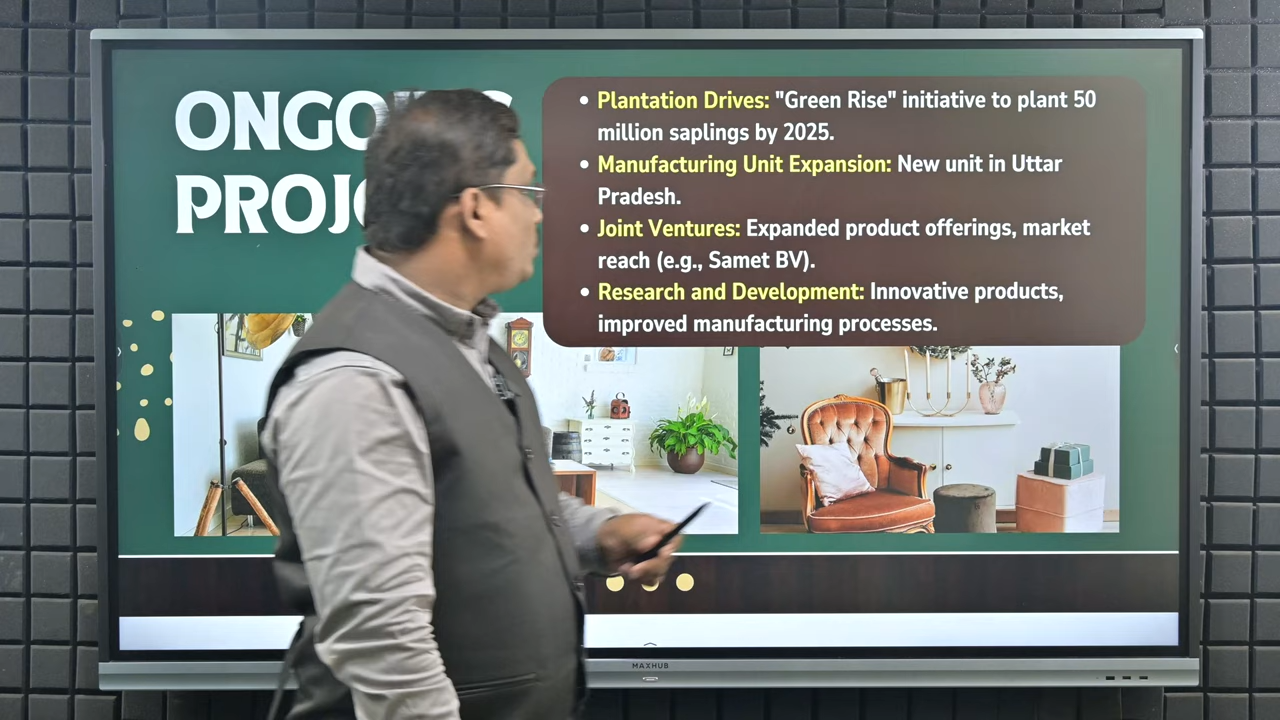 ONGO
PROJ
• Plantation Drives: "Green Rise" initiative to plant 50
million saplings by 2025.
• Manufacturing Unit Expansion: New unit in Uttar
Pradesh.
• Joint Ventures: Expanded product offerings, market
reach (e.g., Samet BV).
• Research and Development: Innovative products,
improved manufacturing processes.
MAXHUB